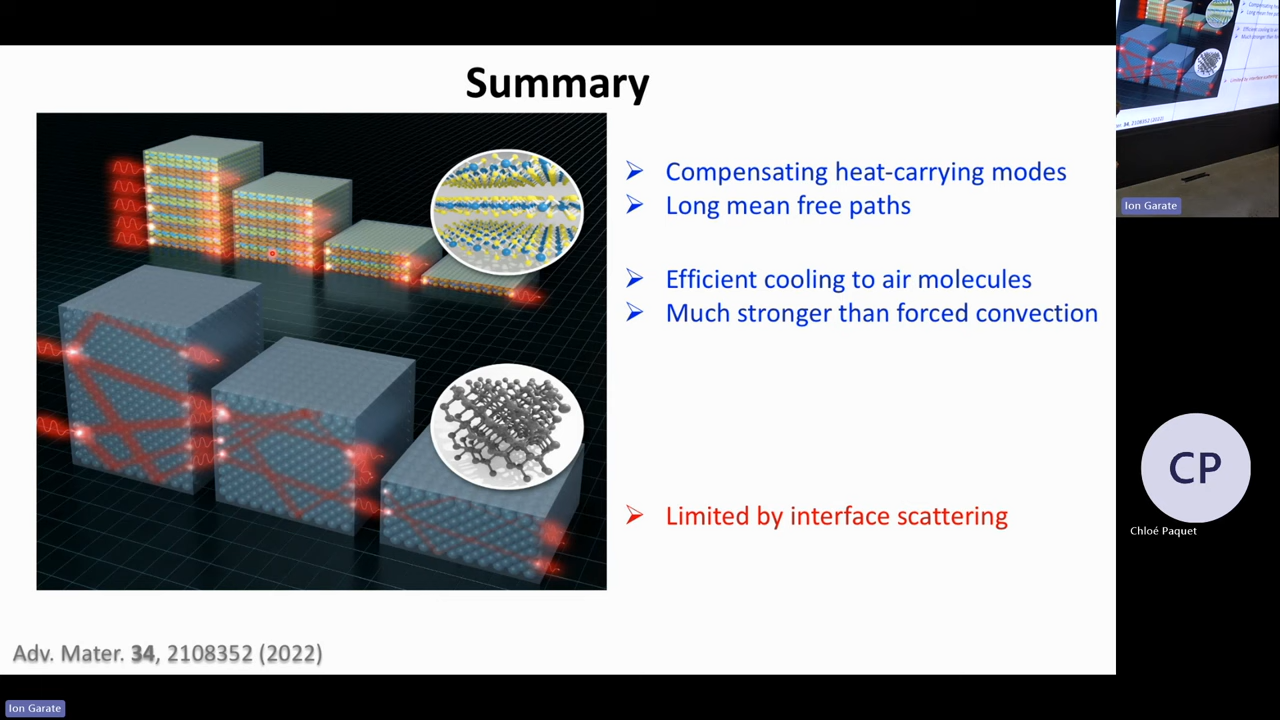 Summary
Compensating heat-carrying modes
Long mean free paths
Efficient cooling to air molecules
Much stronger than forced convection
Limited by interface scattering
Adv. Mater. 34, 2108352 (2022)
Ion Garate
Ion Garate
CP
Chloé Paquet